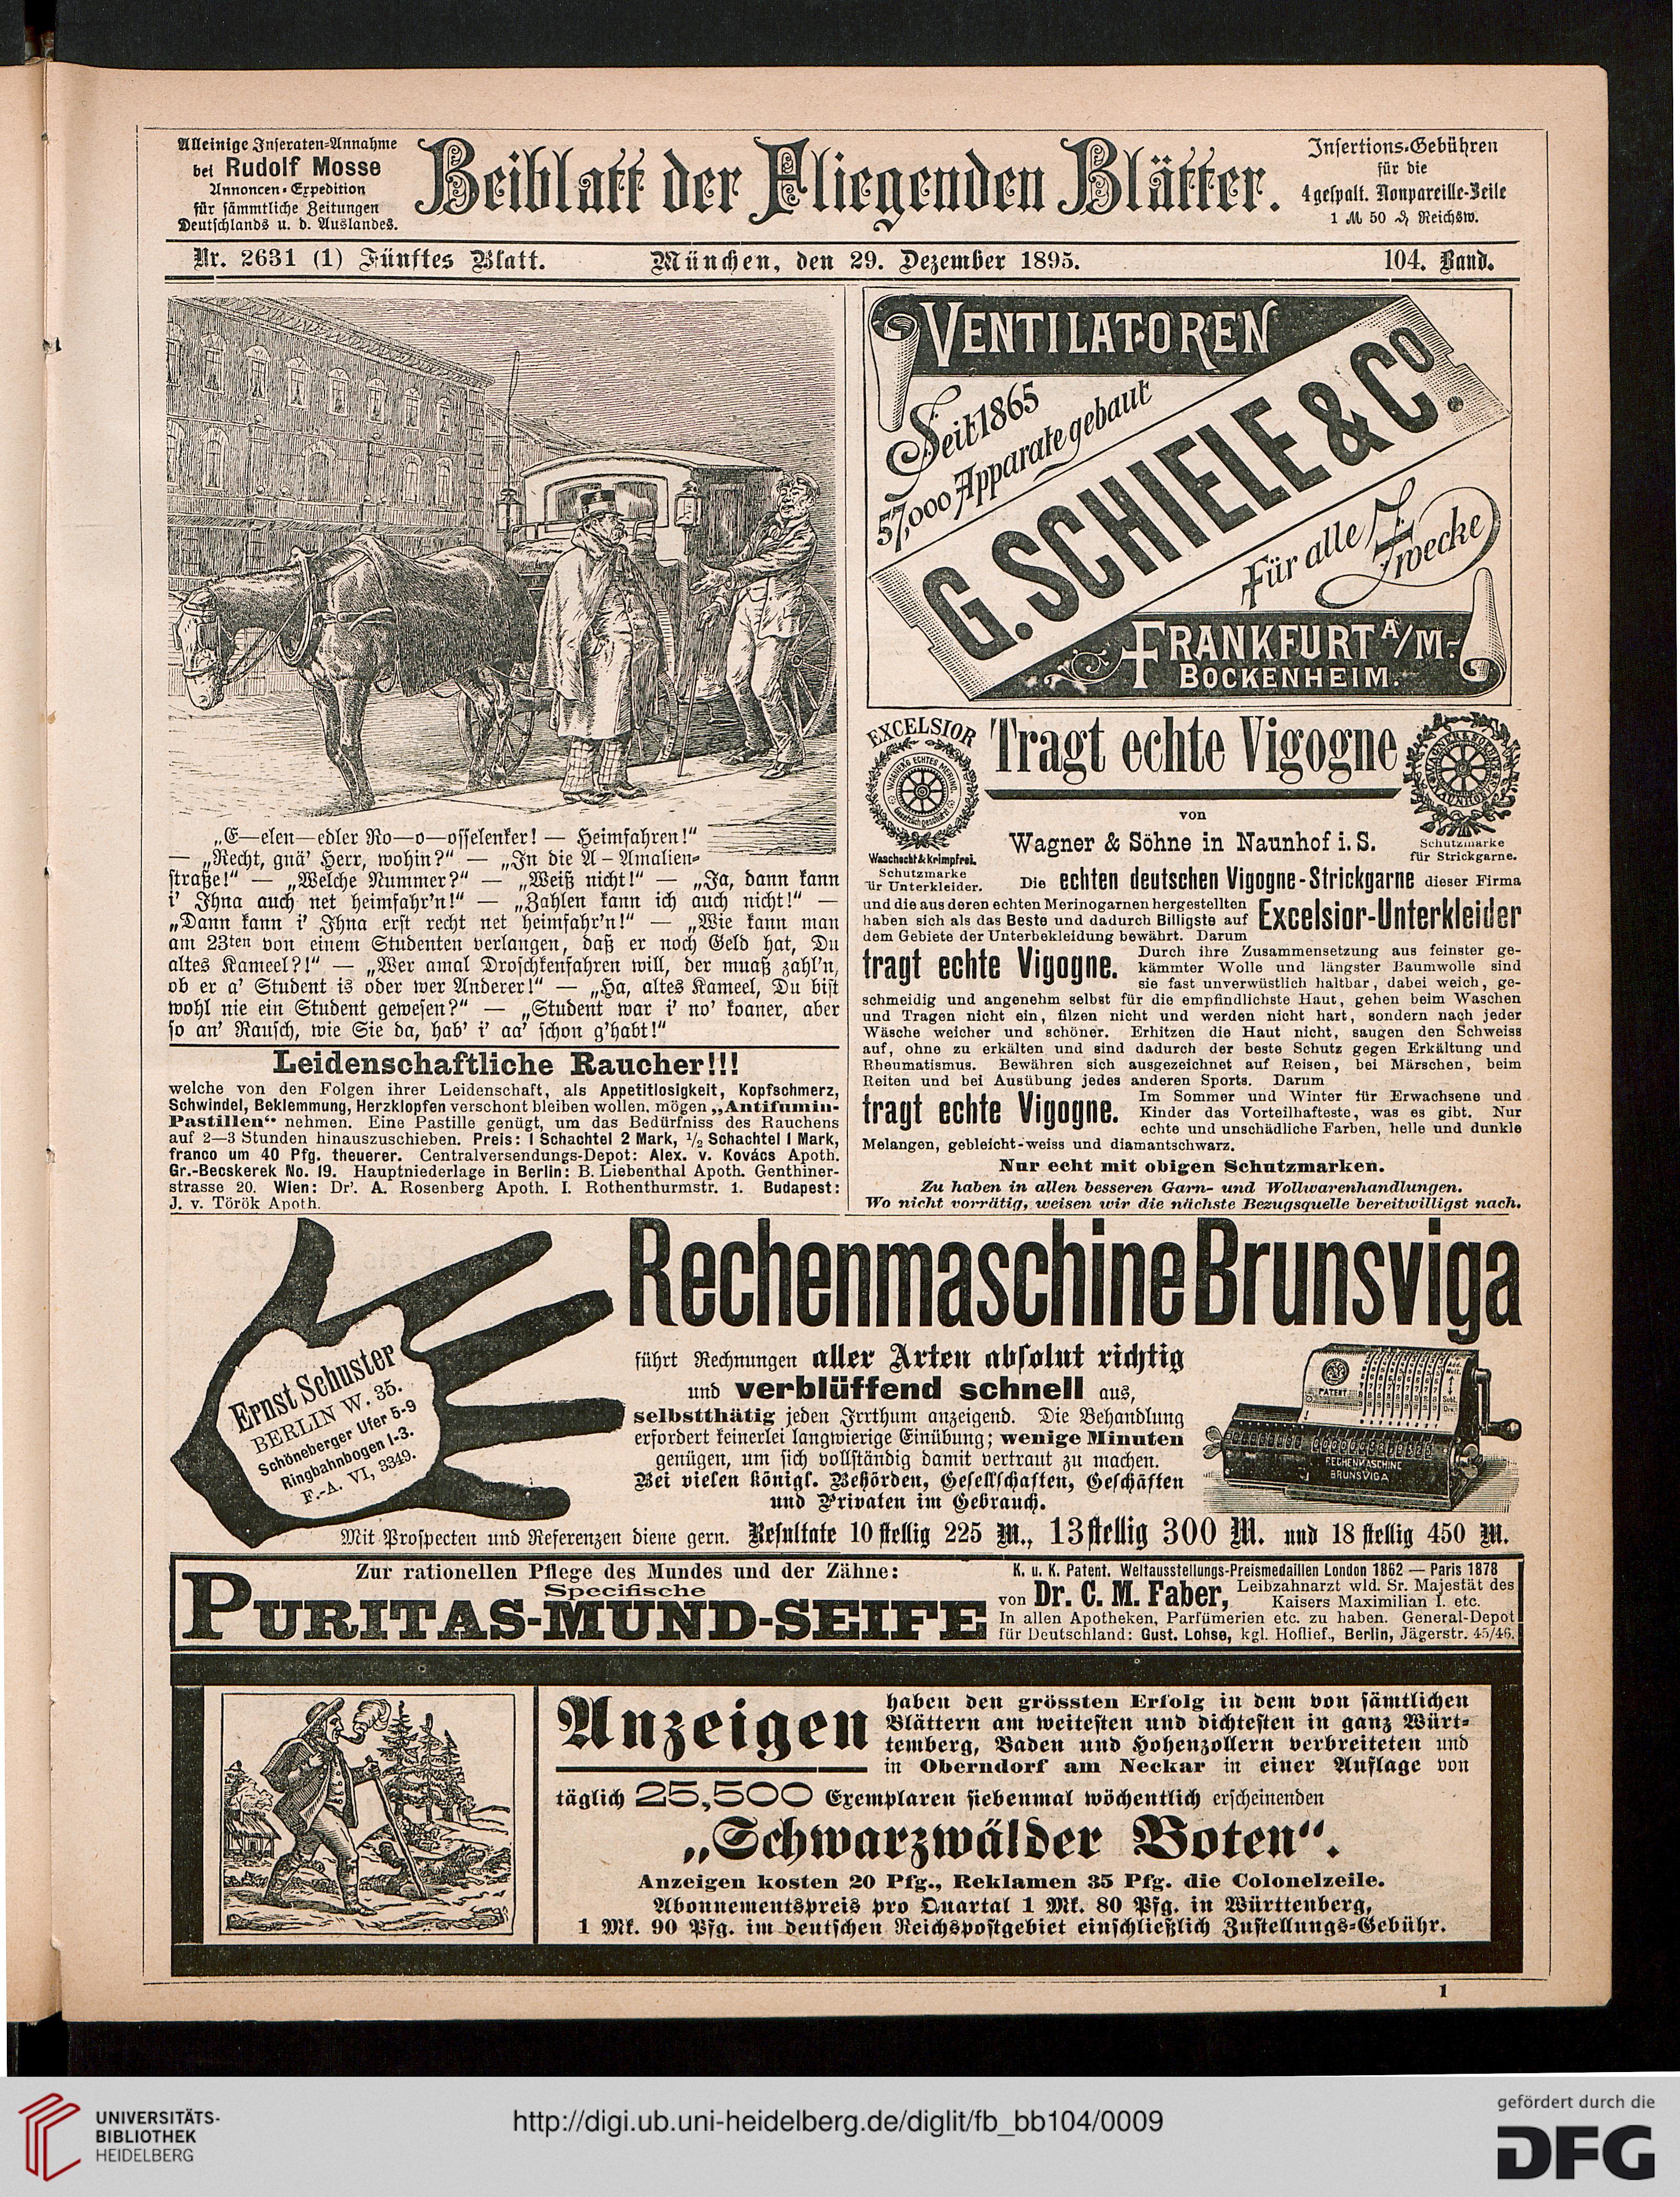 Alleinige Inseraten-Annahme
bei Rudolf Mosse
Annoncen-Expedition
für sämmtliche Zeitungen
Deutschlands u. d. Auslandes.
Beiblatt der Fliegenden Blätter.
Insertions-Gebühren
für die
4 gespalt. Nonpareille-Zeile
1 M 50 ₰ Reichsw.
Nr. 2631 (1) Fünftes Blatt.
München, den 29. Dezember 1895.
104. Band.
„E—elen—edler Ro—o—osselenker! — Heimfahren!"
— „Recht, gnä' Herr, wohin?" — „In die A – Amalien-
straße!" — „Welche Nummer?" — „Weiß nicht!" — „Ja, dann kann
i' Ihna auch net heimfahr'n!" — „Zahlen kann ich auch nicht!" —
„Dann kann i' Ihna erst recht net heimfahr'n!" — „Wie kann man
am 23ten von einem Studenten verlangen, daß er noch Geld hat, Du
altes Kameel?!" — „Wer amal Droschkenfahren will, der muaß zahl'n,
ob er a' Student is oder wer Anderer!" — „Ha, altes Kameel, Du bist
wohl nie ein Student gewesen?" — „Student war i' no' koaner, aber
so an' Rausch, wie Sie da, hab' i' aa' schon g'habt!"
Leidenschaftliche Raucher!!!
welche von den Folgen ihrer Leidenschaft, als Appetitlosigkeit, Kopfschmerz,
Schwindel, Beklemmung, Herzklopfen verschont bleiben wollen, mögen „Antifumin-
Pastillen" nehmen. Eine Pastille genügt, um das Bedürfniss des Rauchens
auf 2—3 Stunden hinauszuschieben. Preis: 1 Schachtel 2 Mark, 1/2 Schachtel 1 Mark,
franco um 40 Pfg. theuerer. Centralversendungs-Depot: Alex. v. Kovács Apoth.
Gr.-Becskerek No. 19. Hauptniederlage in Berlin: B. Liebenthal Apoth. Genthiner-
strasse 20. Wien: Dr'. A. Rosenberg Apoth. I. Rothenthurmstr. 1. Budapest:
J. v. Török Apoth.
VENTILATOREN
Seit 1865
57,000 Apparate gebaut
G. SCHIELE & Co.
Für alle Zwecke
FRANKFURT A/M-
BOCKENHEIM.
EXCELSIOR
WAGNERS ECHTES MERINO
Gesetzlich geschützt
Waschecht & krimpfrei.
Schutzmarke
für Unterkleider.
Tragt echte Vigogne
von
Wagner & Söhne in Naunhof i. S.
WAGNER & SOEHNE
NAUNHOF
Schutzmarke
für Strickgarne.
Die echten deutschen Vigogne-Strickgarne dieser Firma
und die aus deren echten Merinogarnen hergestellten Excelsior-Unterkleider
haben sich als das Beste und dadurch Billigste auf
dem Gebiete der Unterbekleidung bewährt. Darum
tragt echte Vigogne. Durch ihre Zusammensetzung aus feinster ge-
kämmter Wolle und längster Baumwolle sind
sie fast unverwüstlich haltbar, dabei weich, ge-
schmeidig und angenehm selbst für die empfindlichste Haut, gehen beim Waschen
und Tragen nicht ein, filzen nicht und werden nicht hart, sondern nach jeder
Wäsche weicher und schöner. Erhitzen die Haut nicht, saugen den Schweiss
auf, ohne zu erkälten und sind dadurch der beste Schutz gegen Erkältung und
Rheumatismus. Bewähren sich ausgezeichnet auf Reisen, bei Märschen, beim
Reiten und bei Ausübung jedes anderen Sports. Darum
tragt echte Vigogne. Im Sommer und Winter für Erwachsene und
Kinder das Vorteilhafteste, was es gibt. Nur
echte und unschädliche Farben, helle und dunkle
Melangen, gebleicht-weiss und diamantschwarz.
Nur echt mit obigen Schutzmarken.
Zu haben in allen besseren Garn- und Wollwarenhandlungen.
Wo nicht vorrätig, weisen wir die nächste Bezugsquelle bereitwilligst nach.
Ernst Schuster
BERLIN W. 35.
Schöneberger Ufer 5-9
Ringbahnbogen 1-3.
F.-A. VI, 3349.
Rechenmaschine Brunsviga
führt Rechnungen aller Arten absolut richtig
und verblüffend schnell aus,
selbstthätig jeden Irrthum anzeigend. Die Behandlung
erfordert keinerlei langwierige Einübung; wenige Minuten
genügen, um sich vollständig damit vertraut zu machen.
Bei vielen königl. Behörden, Gesellschaften, Geschäften
und Privaten im Gebrauch.
PATENT
RECHENMASCHINE
BRUNSVIGA
Mit Prospecten und Referenzen diene gern. Resultate 10 stellig 225 M., 13 stellig 300 M. und 18 stellig 450 M.
Zur rationellen Pflege des Mundes und der Zähne:
Specifische
PURITAS-MUND-SEIFE
K. u. K. Patent. Weltausstellungs-Preismedaillen London 1862 — Paris 1878
von Dr. C. M. Faber, Leibzahnarzt wld. Sr. Majestät des
Kaisers Maximilian I. etc.
In allen Apotheken, Parfümerien etc. zu haben. General-Depot
für Deutschland: Gust. Lohse, kgl. Hoflief., Berlin, Jägerstr. 45/46.
Anzeigen haben den grössten Erfolg in dem von sämtlichen
Blättern am weitesten und dichtesten in ganz Würt-
temberg, Baden und Hohenzollern verbreiteten und
in Oberndorf am Neckar in einer Auflage von
täglich 25,500 Exemplaren siebenmal wöchentlich erscheinenden
„Schwarzwälder Boten".
Anzeigen kosten 20 Pfg., Reklamen 35 Pfg. die Colonelzeile.
Abonnementspreis pro Quartal 1 Mk. 80 Pfg. in Württenberg,
1 Mk. 90 Pfg. im deutschen Reichspostgebiet einschließlich Zustellungs-Gebühr.
1
UNIVERSITÄTS-
BIBLIOTHEK
HEIDELBERG
http://digi.ub.uni-heidelberg.de/diglit/fb_bb104/0009
gefördert durch die
DFG